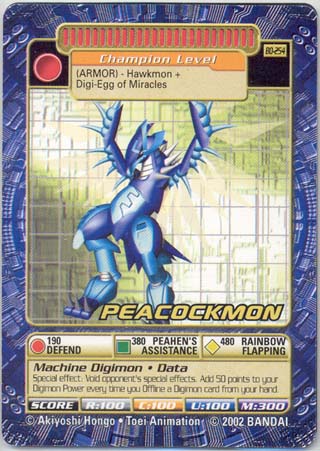 BO-254
Champion Level
(ARMOR) - Hawkmon +
Digi-Egg of Miracles
PEACOCKMON
190 DEFEND
380 PEAHEN'S ASSISTANCE
480 RAINBOW FLAPPING
Machine Digimon • Data
Special effect: Void opponent's special effects. Add 50 points to your
Digimon Power every time you Offline a Digimon card from your hand.
SCORE R:100 C:100 U:100 M:300
© Akiyoshi Hongo • Toei Animation © 2002 BANDAI